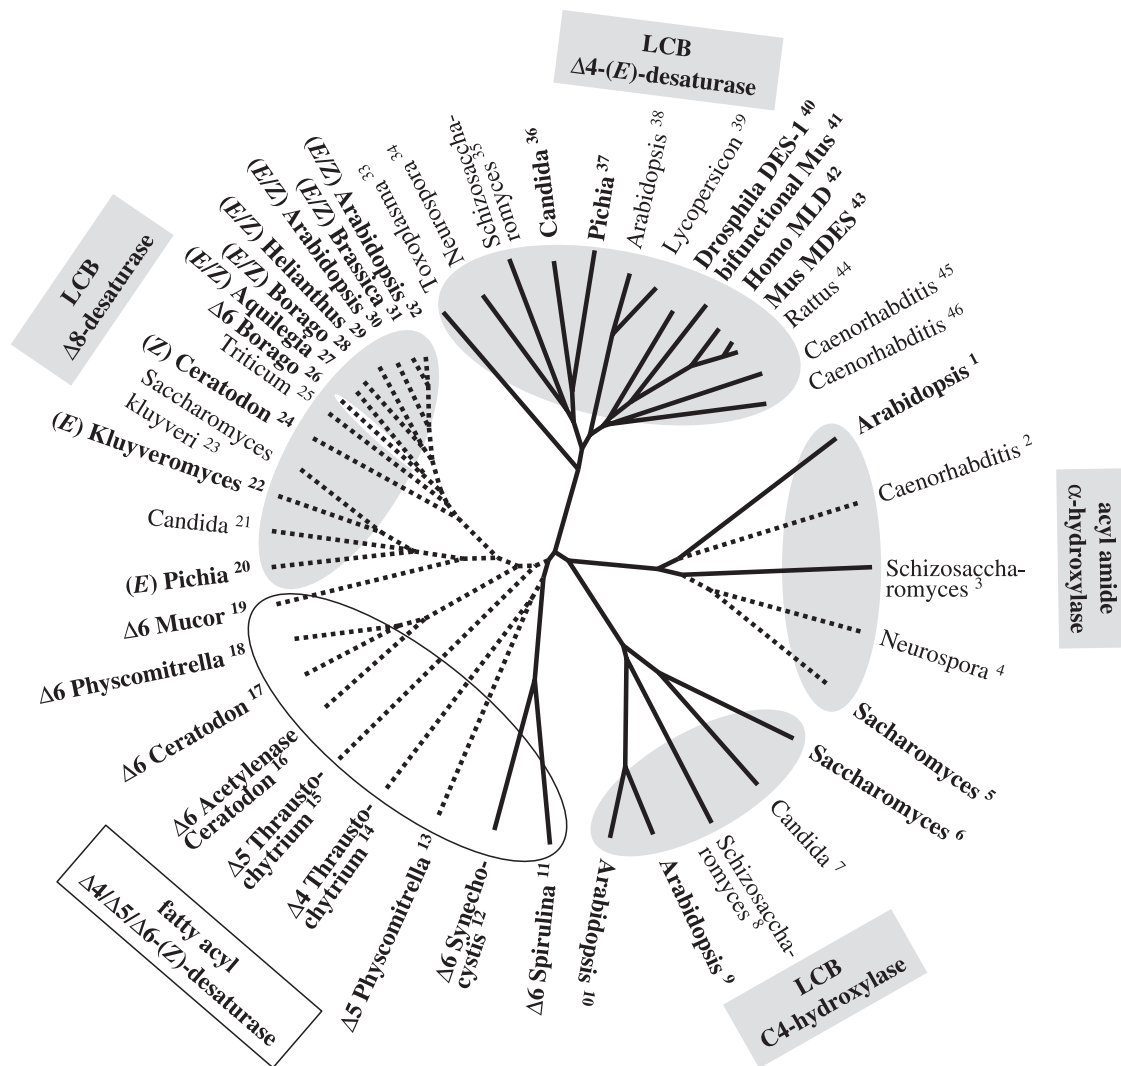 LCB
Δ4-(E)-desaturase
LCB
Δ8-desaturase
acyl amide
α-hydroxylase
LCB
C4-hydroxylase
fatty acyl
Δ4/Δ5/Δ6-(Z)-desaturase
Arabidopsis 1
Caenorhabditis 2
Schizosaccha-
romyces 3
Neurospora 4
Sacharomyces 5
Saccharomyces 6
Candida 7
Schizosaccha-
romyces 8
Arabidopsis 9
Arabidopsis 10
Δ6 Spirulina 11
Δ6 Synecho-
cystis 12
Δ5 Physcomitrella 13
Δ4 Thrausto-
chytrium 14
Δ5 Thrausto-
chytrium 15
Δ6 Acetylenase
Ceratodon 16
Δ6 Ceratodon 17
Δ6 Physcomitrella 18
Δ6 Mucor 19
(E) Pichia 20
Candida 21
(E) Kluyveromyces 22
Saccharomyces
kluyveri 23
(Z) Ceratodon 24
Triticum 25
Δ6 Borago 26
(E/Z) Aquilegia 27
(E/Z) Borago 28
(E/Z) Helianthus 29
(E/Z) Arabidopsis 30
(E/Z) Brassica 31
(E/Z) Arabidopsis 32
Toxoplasma 33
Neurospora 34
Schizosaccha-
romyces 35
Candida 36
Pichia 37
Arabidopsis 38
Lycopersicon 39
Drosphila DES-1 40
bifunctional Mus 41
Homo MLD 42
Mus MDES 43
Rattus 44
Caenorhabditis 45
Caenorhabditis 46